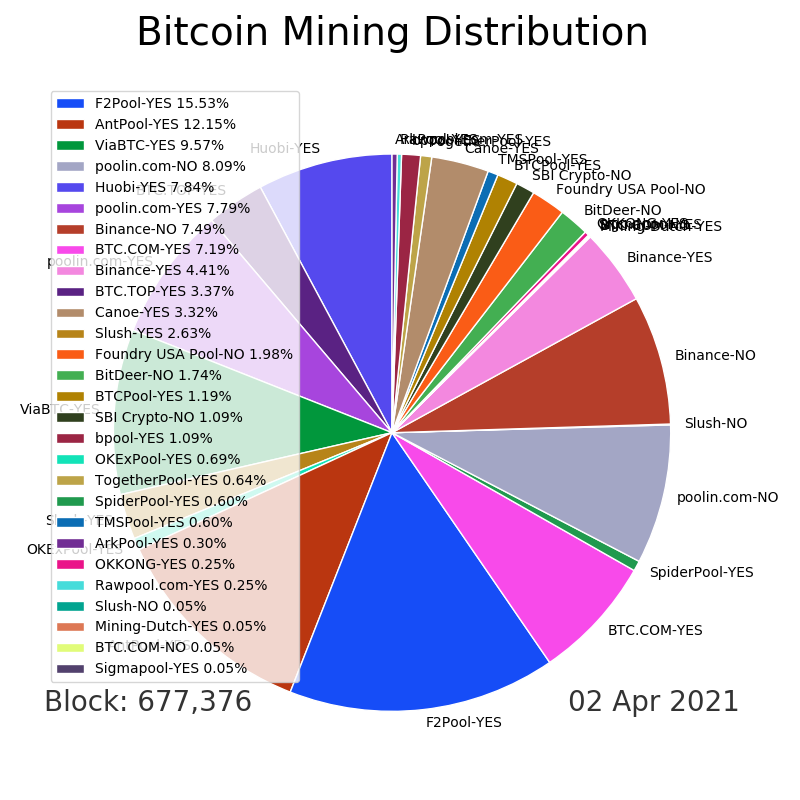 Bitcoin Mining Distribution
F2Pool-YES 15.53%
AntPool-YES 12.15%
ViaBTC-YES 9.57%
poolin.com-NO 8.09%
Huobi-YES 7.84%
poolin.com-YES 7.79%
Binance-NO 7.49%
BTC.COM-YES 7.19%
Binance-YES 4.41%
BTC.TOP-YES 3.37%
Canoe-YES 3.32%
Slush-YES 2.63%
Foundry USA Pool-NO 1.98%
BitDeer-NO 1.74%
BTCPool-YES 1.19%
SBI Crypto-NO 1.09%
bpool-YES 1.09%
OKExPool-YES 0.69%
TogetherPool-YES 0.64%
SpiderPool-YES 0.60%
TMSPool-YES 0.60%
ArkPool-YES 0.30%
OKKONG-YES 0.25%
Rawpool.com-YES 0.25%
Slush-NO 0.05%
Mining-Dutch-YES 0.05%
BTC.COM-NO 0.05%
Sigmapool-YES 0.05%
Huobi-YES
poolin.com-YES
ViaBTC-YES
OKExPool-YES
Canoe-YES
TMSPool-YES
BTCPool-YES
SBI Crypto-NO
Foundry USA Pool-NO
BitDeer-NO
Mining-Dutch-YES
Binance-YES
Binance-NO
Slush-NO
poolin.com-NO
SpiderPool-YES
BTC.COM-YES
F2Pool-YES
Block: 677,376
02 Apr 2021